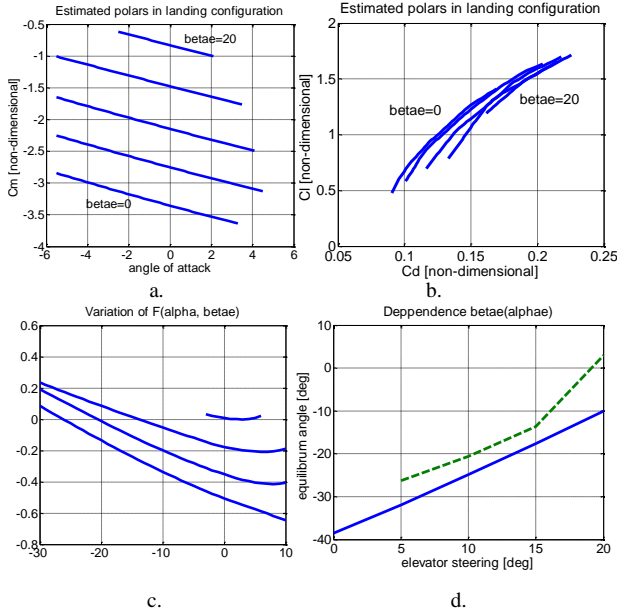 Estimated polars in landing configuration
-0.5
-1
-1.5
-2
-2.5
-3
-3.5
-4
Cm [non-dimensional]
betae=20
betae=0
-6
-4
-2
0
2
4
6
angle of attack
a.
Estimated polars in landing configuration
2
1.5
1
0.5
0
Cl [non-dimensional]
betae=0
betae=20
0.05
0.1
0.15
0.2
0.25
Cd [non-dimensional]
b.
Variation of F(alpha, betae)
0.6
0.4
0.2
0
-0.2
-0.4
-0.6
-0.8
-30
-20
-10
0
10
c.
Deppendence betae(alphae)
10
0
-10
-20
-30
-40
equilibrum angle [deg]
0
5
10
15
20
elevator steering [deg]
d.